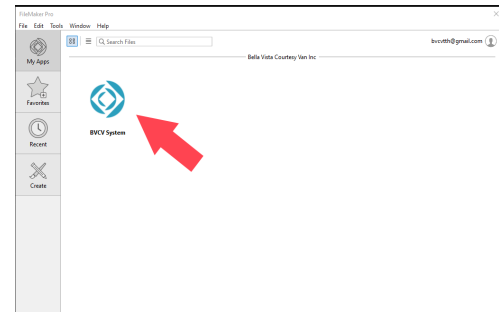 FileMaker Pro
File Edit Tools Window Help
Search Files
bvcvtth@gmail.com
My Apps
Bella Vista Courtesy Van Inc
Favorites
BVCV System
Recent
Create